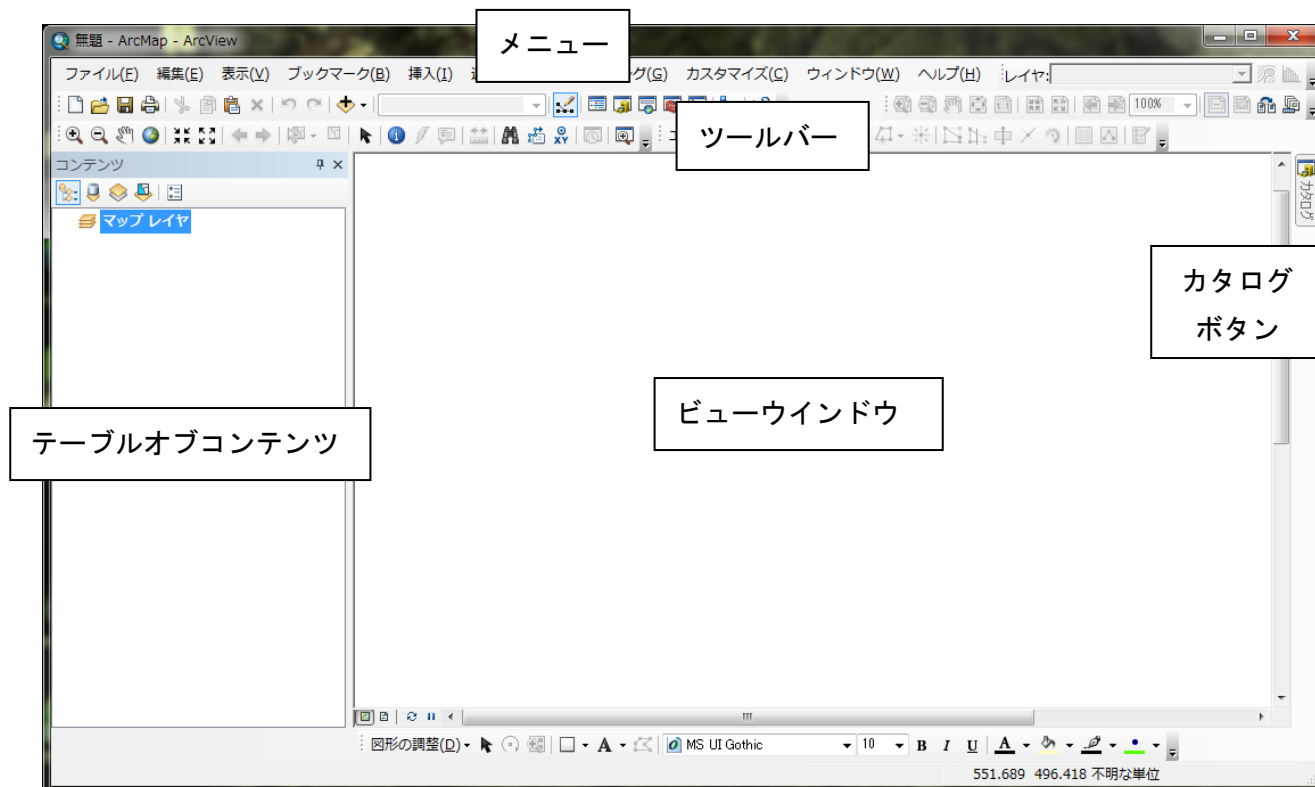 無題 - ArcMap - ArcView
メニュー
ファイル(F) 編集(E) 表示(V) ブックマーク(B) 挿入(I) グ(G) カスタマイズ(C) ウィンドウ(W) ヘルプ(H) レイヤ:
100%
ツールバー
コンテンツ
マップ レイヤ
カタログ
カタログ
ボタン
ビューウインドウ
テーブルオブコンテンツ
図形の調整(D) A MS UI Gothic 10 B I U A
551.689 496.418 不明な単位